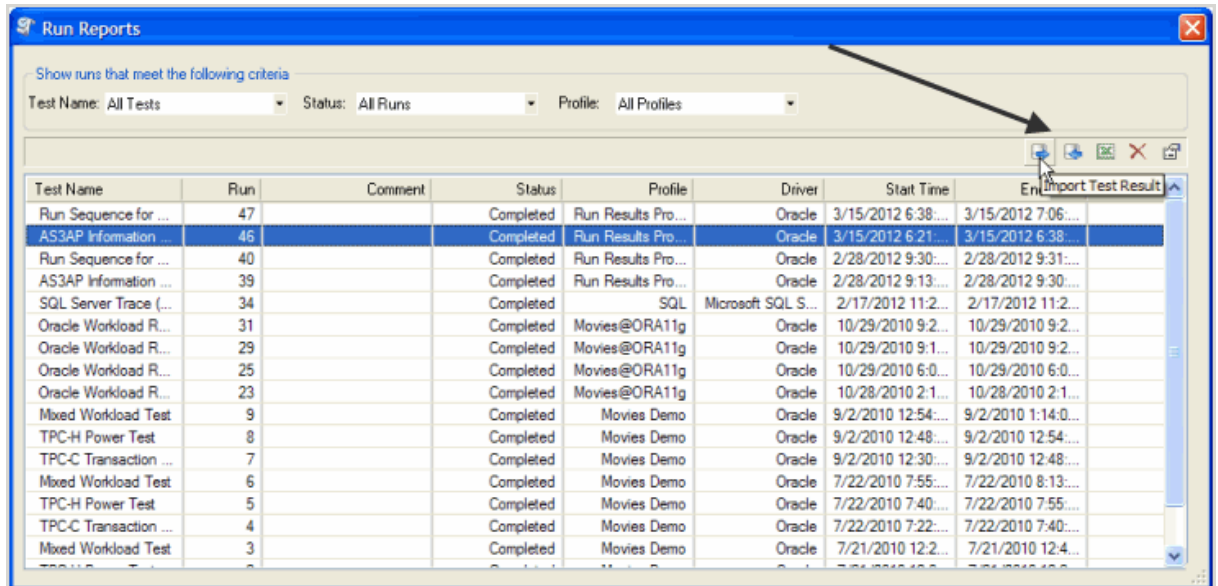 Run Reports
Show runs that meet the following criteria
Test Name: All Tests Status: All Runs Profile: All Profiles
Import Test Result
Test Name Run Comment Status Profile Driver Start Time
Run Sequence for ... 47 Completed Run Results Pro... Oracle 3/15/2012 6:38:... 3/15/2012 7:06:...
AS3AP Information ... 46 Completed Run Results Pro... Oracle 3/15/2012 6:21:... 3/15/2012 6:38:...
Run Sequence for ... 40 Completed Run Results Pro... Oracle 2/28/2012 9:30:... 2/28/2012 9:31:...
AS3AP Information ... 39 Completed Run Results Pro... Oracle 2/28/2012 9:13:... 2/28/2012 9:30:...
SQL Server Trace (... 34 Completed SQL Microsoft SQL S... 2/17/2012 11:2... 2/17/2012 11:2...
Oracle Workload R... 31 Completed Movies@ORA11g Oracle 10/29/2010 9:2... 10/29/2010 9:2...
Oracle Workload R... 29 Completed Movies@ORA11g Oracle 10/29/2010 9:1... 10/29/2010 9:2...
Oracle Workload R... 25 Completed Movies@ORA11g Oracle 10/29/2010 6:0... 10/29/2010 6:0...
Oracle Workload R... 23 Completed Movies@ORA11g Oracle 10/28/2010 2:1... 10/28/2010 2:1...
Mixed Workload Test 9 Completed Movies Demo Oracle 9/2/2010 12:54:... 9/2/2010 1:14:0...
TPC-H Power Test 8 Completed Movies Demo Oracle 9/2/2010 12:48:... 9/2/2010 12:54:...
TPC-C Transaction ... 7 Completed Movies Demo Oracle 9/2/2010 12:30:... 9/2/2010 12:48:...
Mixed Workload Test 6 Completed Movies Demo Oracle 7/22/2010 7:55:... 7/22/2010 8:13:...
TPC-H Power Test 5 Completed Movies Demo Oracle 7/22/2010 7:40:... 7/22/2010 7:55:...
TPC-C Transaction ... 4 Completed Movies Demo Oracle 7/22/2010 7:22:... 7/22/2010 7:40:...
Mixed Workload Test 3 Completed Movies Demo Oracle 7/21/2010 12:2... 7/21/2010 12:4...